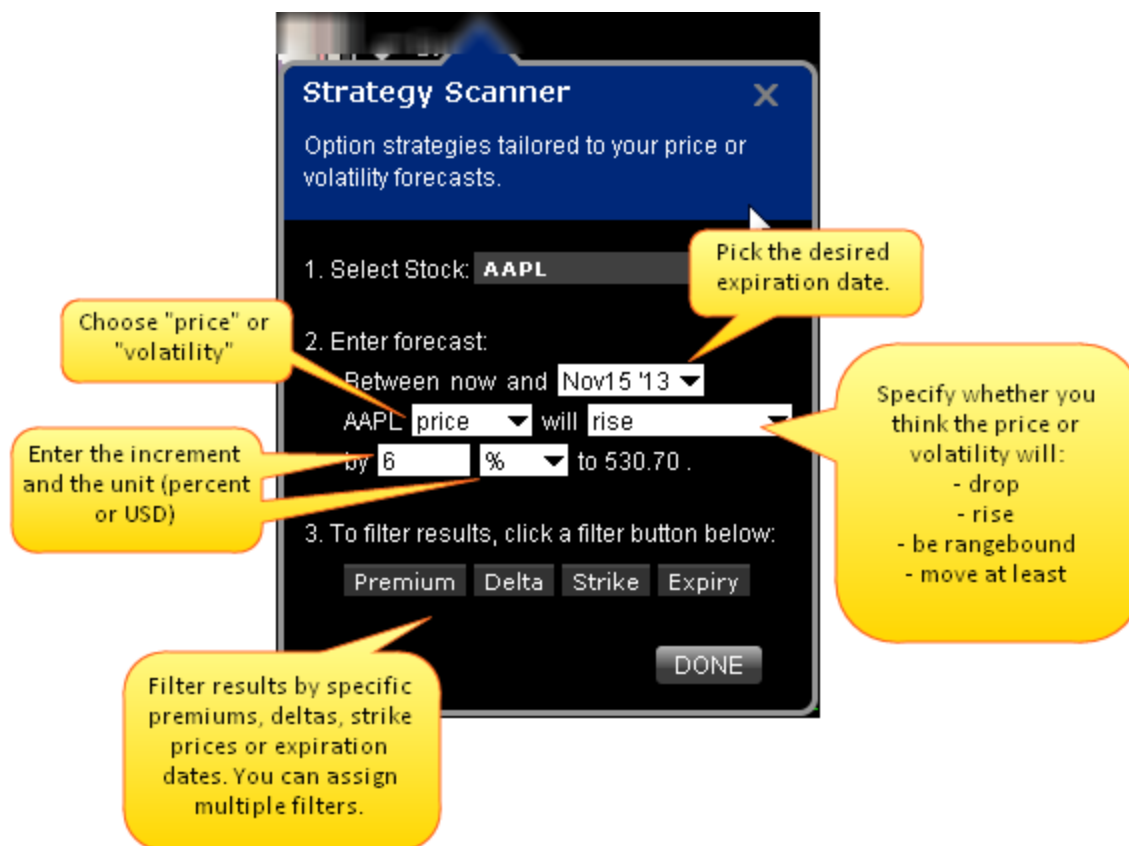 Strategy Scanner X
Option strategies tailored to your price or
volatility forecasts.
1. Select Stock: AAPL
Pick the desired
expiration date.
Choose "price" or
"volatility"
2. Enter forecast:
Between now and Nov15 '13
AAPL price will rise
by 6 % to 530.70 .
Enter the increment
and the unit (percent
or USD)
Specify whether you
think the price or
volatility will:
- drop
- rise
- be rangebound
- move at least
3. To filter results, click a filter button below:
Premium Delta Strike Expiry
DONE
Filter results by specific
premiums, deltas, strike
prices or expiration
dates. You can assign
multiple filters.